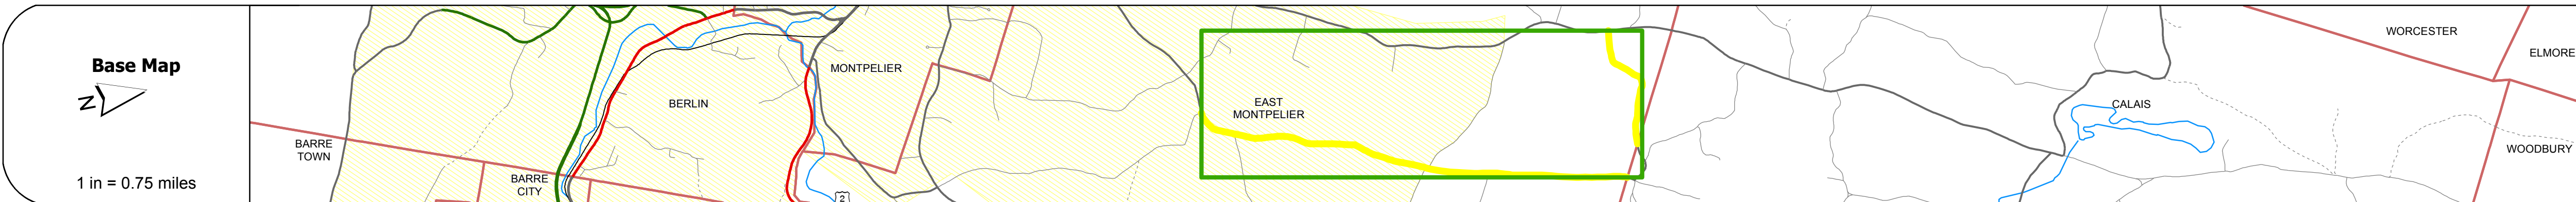 Base Map
N
1 in = 0.75 miles
BARRE
TOWN
BARRE
CITY
BERLIN
MONTPELIER
2
EAST
MONTPELIER
CALAIS
WORCESTER
ELMORE
WOODBURY